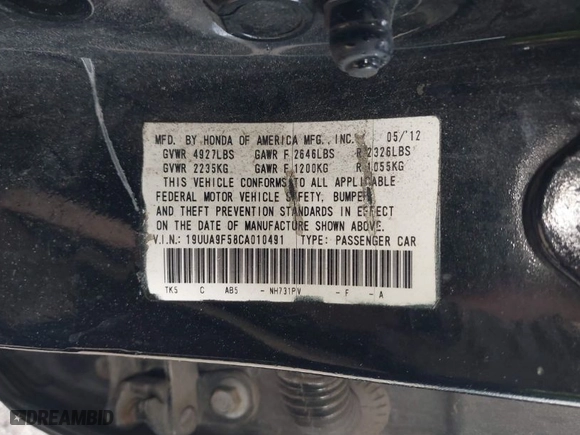 MFD. BY HONDA OF AMERICA MFG., INC. 05/'12
GVWR 4927LBS GAWR F 2646LBS R 2326LBS
GVWR 2235KG GAWR F 1200KG R 1055KG
THIS VEHICLE CONFORMS TO ALL APPLICABLE
FEDERAL MOTOR VEHICLE SAFETY, BUMPER
AND THEFT PREVENTION STANDARDS IN EFFECT
ON THE DATE OF MANUFACTURE SHOWN ABOVE.
V.I.N.: 19UUA9F58CA010491 TYPE: PASSENGER CAR
TK5 C AB5 - NH731PV - F - A
DREAMBID